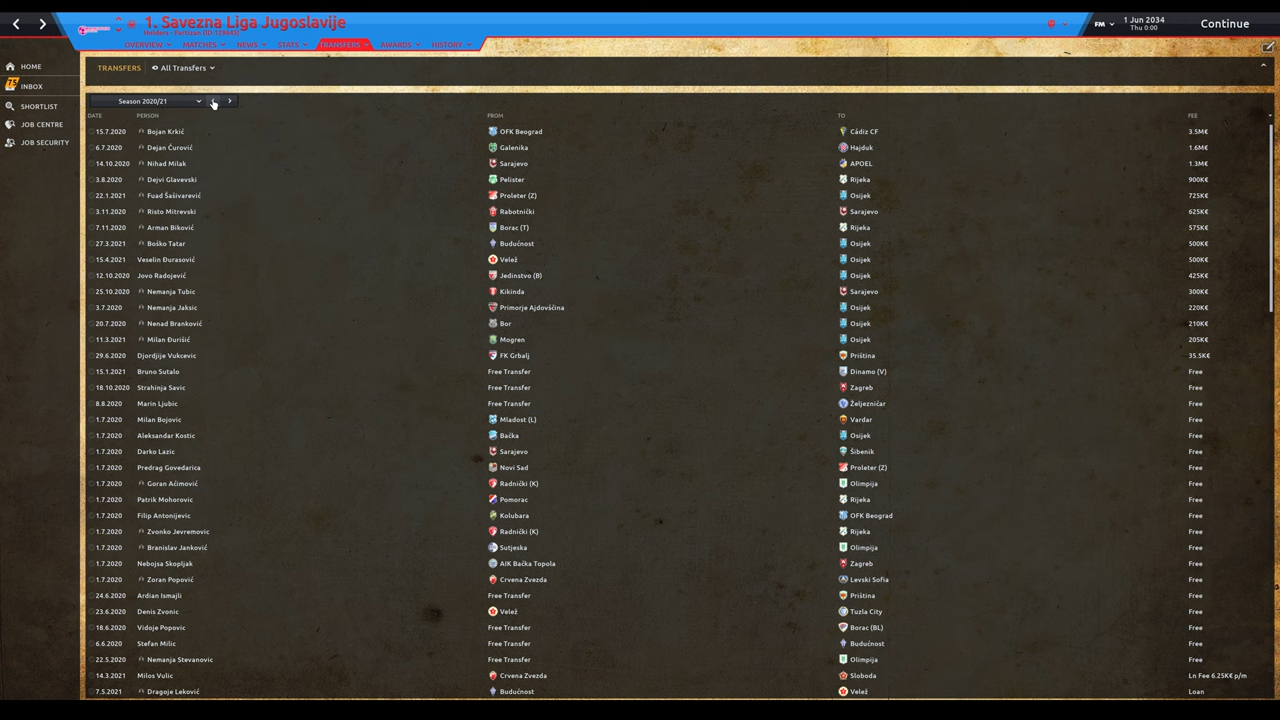 1. Savezna Liga Jugoslavije
Holders - Partizan (ID:129643)
FM
1 Jun 2034
Thu 0:00
Continue
OVERVIEW MATCHES NEWS STATS TRANSFERS AWARDS HISTORY
HOME
75
INBOX
SHORTLIST
JOB CENTRE
JOB SECURITY
TRANSFERS All Transfers
Season 2020/21
DATE PERSON FROM TO FEE
15.7.2020 Bojan Krkić OFK Beograd Cádiz CF 3.5M€
6.7.2020 Dejan Ćurović Galenika Hajduk 1.6M€
14.10.2020 Nihad Milak Sarajevo APOEL 1.3M€
3.8.2020 Dejvi Glavevski Pelister Rijeka 900K€
22.1.2021 Fuad Šašivarević Proleter (Z) Osijek 725K€
3.11.2020 Risto Mitrevski Rabotnički Sarajevo 625K€
7.11.2020 Arman Biković Borac (T) Rijeka 575K€
27.3.2021 Boško Tatar Budućnost Osijek 500K€
15.4.2021 Veselin Đurasović Velež Osijek 500K€
12.10.2020 Jovo Radojević Jedinstvo (B) Osijek 425K€
25.10.2020 Nemanja Tubic Kikinda Sarajevo 300K€
3.7.2020 Nemanja Jaksic Primorje Ajdovščina Osijek 220K€
20.7.2020 Nenad Branković Bor Osijek 210K€
11.3.2021 Milan Đurišić Mogren Osijek 205K€
29.6.2020 Djordjije Vukcevic FK Grbalj Priština 35.5K€
15.1.2021 Bruno Sutalo Free Transfer Dinamo (V) Free
18.10.2020 Strahinja Savic Free Transfer Zagreb Free
8.8.2020 Marin Ljubic Free Transfer Željezničar Free
1.7.2020 Milan Bojovic Mladost (L) Vardar Free
1.7.2020 Aleksandar Kostic Bačka Osijek Free
1.7.2020 Darko Lazic Sarajevo Šibenik Free
1.7.2020 Predrag Govedarica Novi Sad Proleter (Z) Free
1.7.2020 Goran Aćimović Radnički (K) Olimpija Free
1.7.2020 Patrik Mohorovic Pomorac Rijeka Free
1.7.2020 Filip Antonijevic Kolubara OFK Beograd Free
1.7.2020 Zvonko Jevremovic Radnički (K) Rijeka Free
1.7.2020 Branislav Janković Sutjeska Olimpija Free
1.7.2020 Nebojsa Skopljak AIK Bačka Topola Zagreb Free
1.7.2020 Zoran Popović Crvena Zvezda Levski Sofia Free
24.6.2020 Ardian Ismajli Free Transfer Priština Free
23.6.2020 Denis Zvonic Velež Tuzla City Free
18.6.2020 Vidoje Popovic Free Transfer Borac (BL) Free
6.6.2020 Stefan Milic Free Transfer Budućnost Free
22.5.2020 Nemanja Stevanovic Free Transfer Olimpija Free
14.3.2021 Milos Vulic Crvena Zvezda Sloboda Ln Fee 6.25K€ p/m
7.5.2021 Dragoje Leković Budućnost Velež Loan